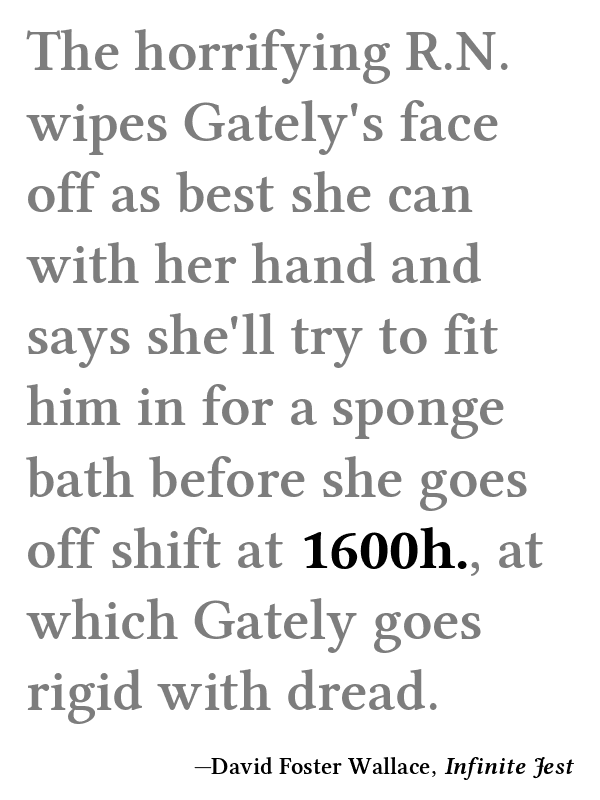 The horrifying R.N.
wipes Gately's face
off as best she can
with her hand and
says she'll try to fit
him in for a sponge
bath before she goes
off shift at 1600h., at
which Gately goes
rigid with dread.
—David Foster Wallace, Infinite Jest